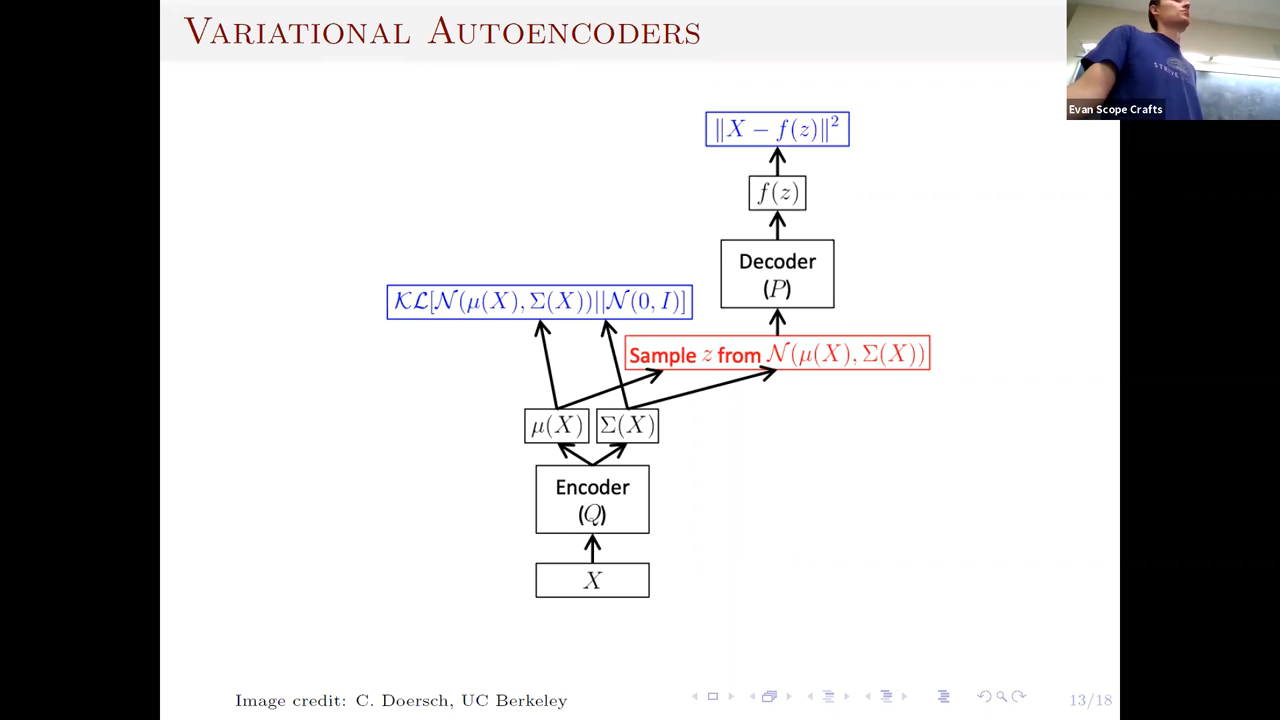 VARIATIONAL AUTOENCODERS
Evan Scope Crafts
‖X − f(z)‖²
f(z)
Decoder
(P)
𝒦ℒ[𝒩(μ(X), Σ(X))||𝒩(0, I)]
Sample z from 𝒩(μ(X), Σ(X))
μ(X) Σ(X)
Encoder
(Q)
X
Image credit: C. Doersch, UC Berkeley
13/18